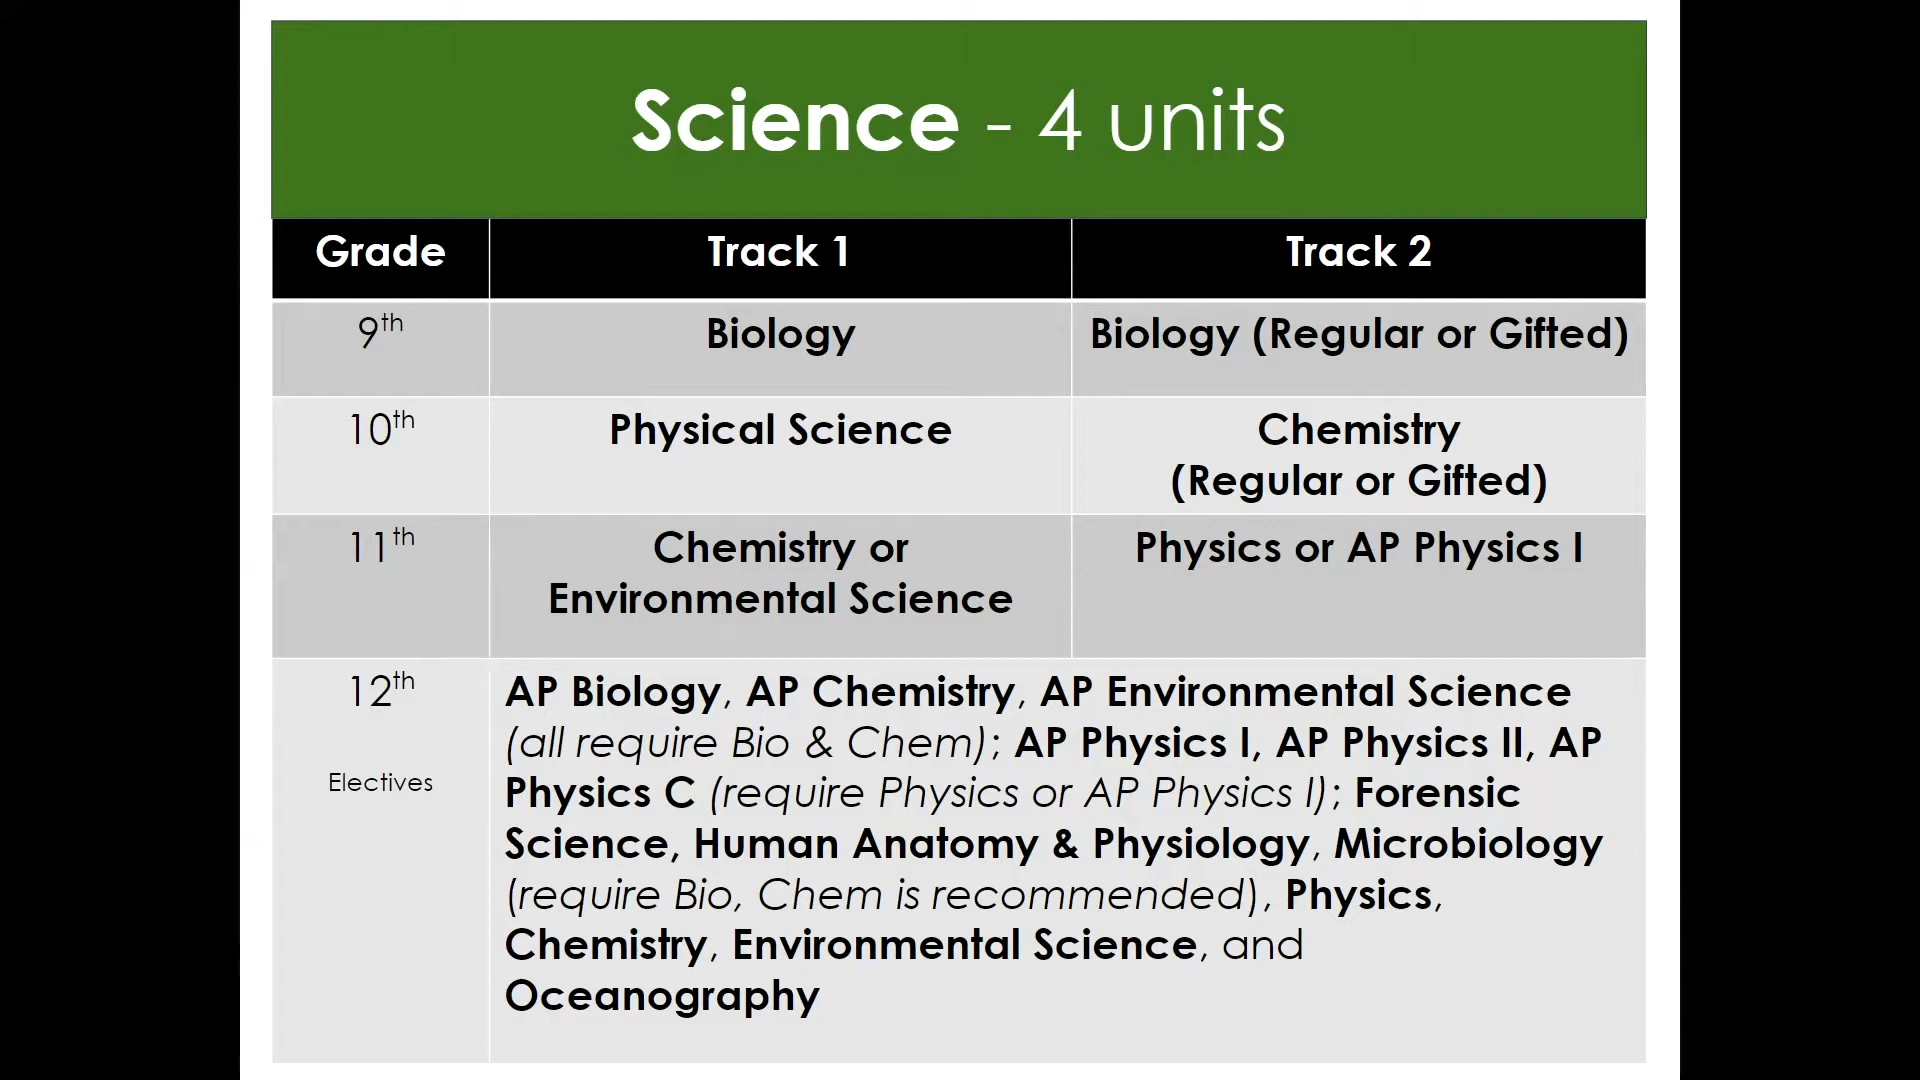 Science - 4 units
Grade Track 1 Track 2
9th Biology Biology (Regular or Gifted)
10th Physical Science Chemistry
(Regular or Gifted)
11th Chemistry or Physics or AP Physics I
Environmental Science
12th AP Biology, AP Chemistry, AP Environmental Science
(all require Bio & Chem); AP Physics I, AP Physics II, AP
Electives Physics C (require Physics or AP Physics I); Forensic
Science, Human Anatomy & Physiology, Microbiology
(require Bio, Chem is recommended), Physics,
Chemistry, Environmental Science, and
Oceanography